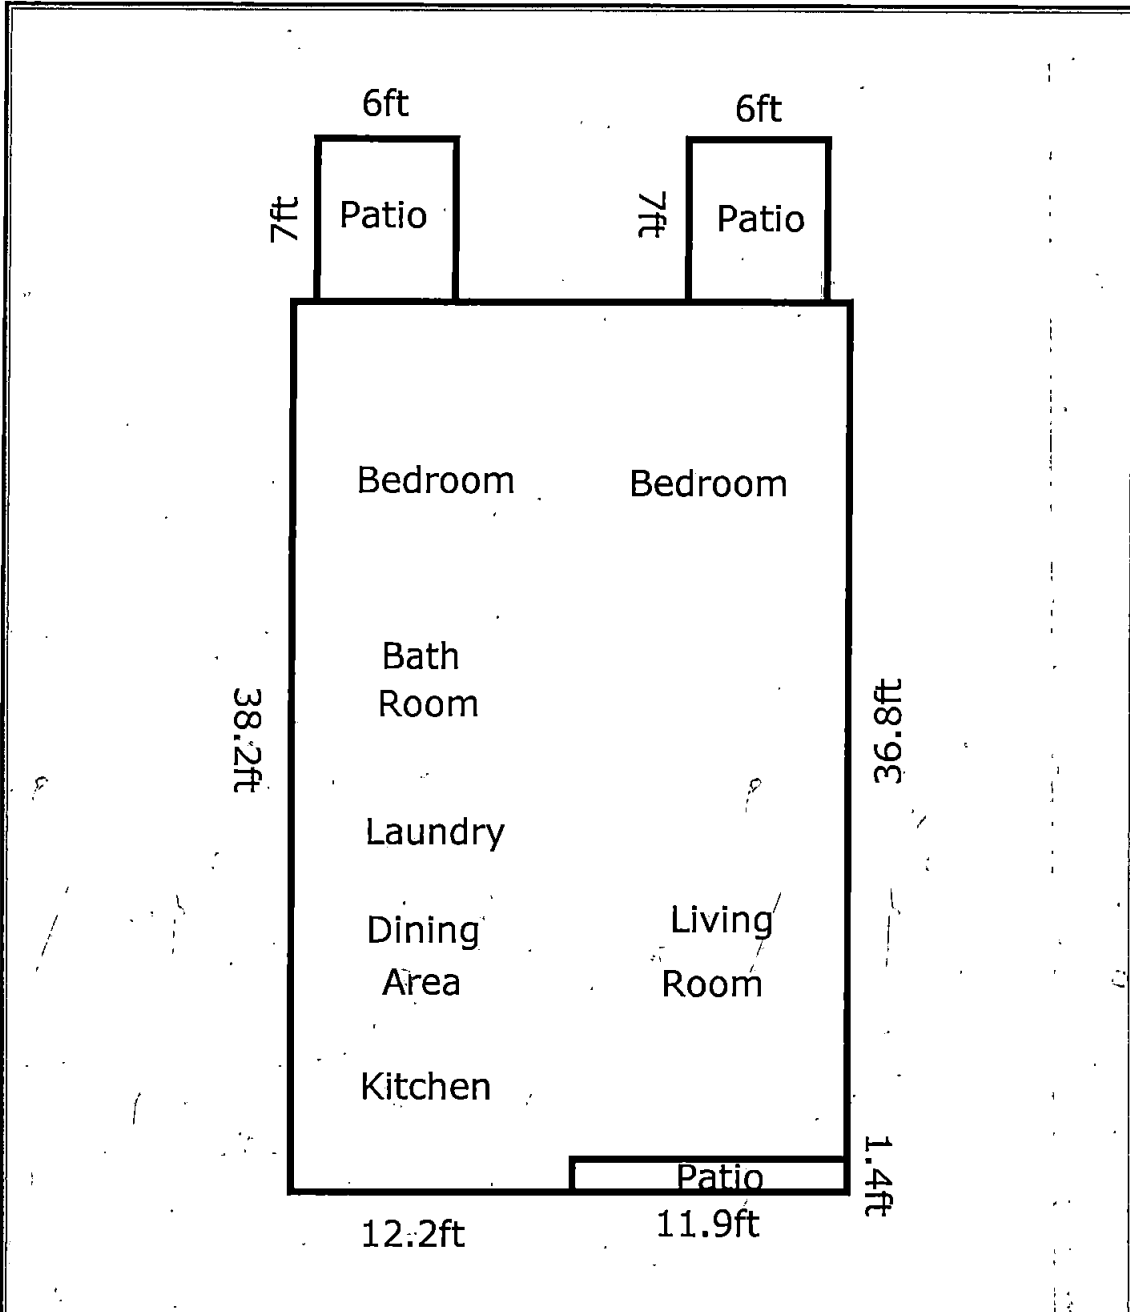 6ft
6ft
7ft
Patio
7ft
Patio
Bedroom
Bedroom
Bath
Room
38.2ft
36.8ft
Laundry
Dining
Area
Living
Room
Kitchen
Patio
1.4ft
12.2ft
11.9ft